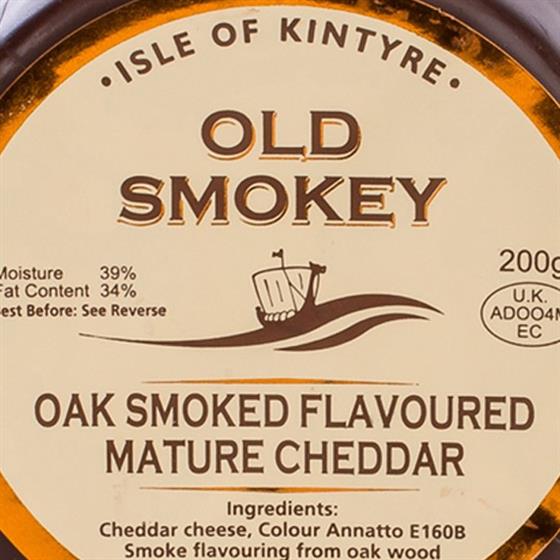 • ISLE OF KINTYRE •
OLD
SMOKEY
Moisture 39%
Fat Content 34%
Best Before: See Reverse
200g
U.K.
ADOO4M
EC
OAK SMOKED FLAVOURED
MATURE CHEDDAR
Ingredients:
Cheddar cheese, Colour Annatto E160B
Smoke flavouring from oak wood